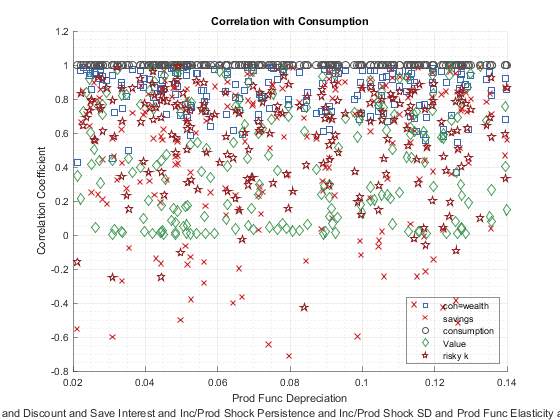 Correlation with Consumption
1.2
1
0.8
0.6
0.4
0.2
0
-0.2
-0.4
-0.6
-0.8
Correlation Coefficient
coh=wealth
savings
consumption
Value
risky k
0.02
0.04
0.06
0.08
0.1
0.12
0.14
Prod Func Depreciation
and Discount and Save Interest and Inc/Prod Shock Persistence and Inc/Prod Shock SD and Prod Func Elasticity a